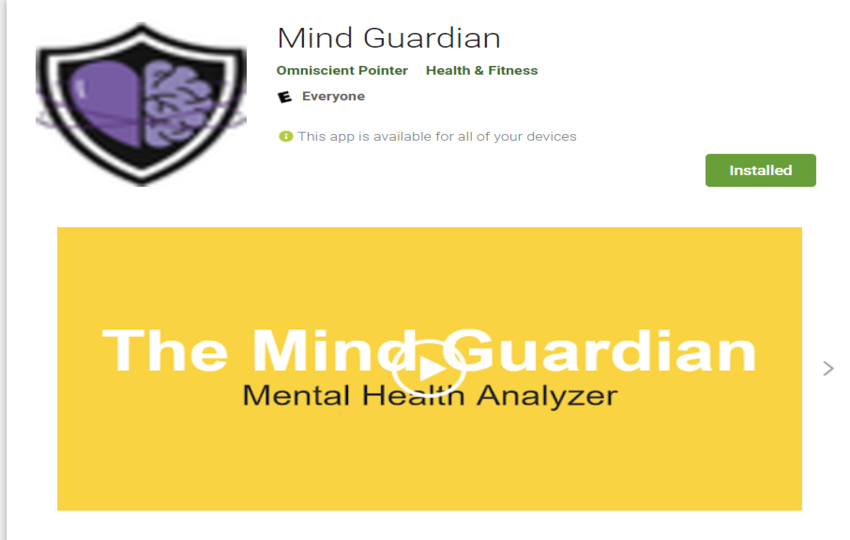 Mind Guardian
Omniscient Pointer Health & Fitness
E Everyone
This app is available for all of your devices
Installed
The Mind Guardian
Mental Health Analyzer